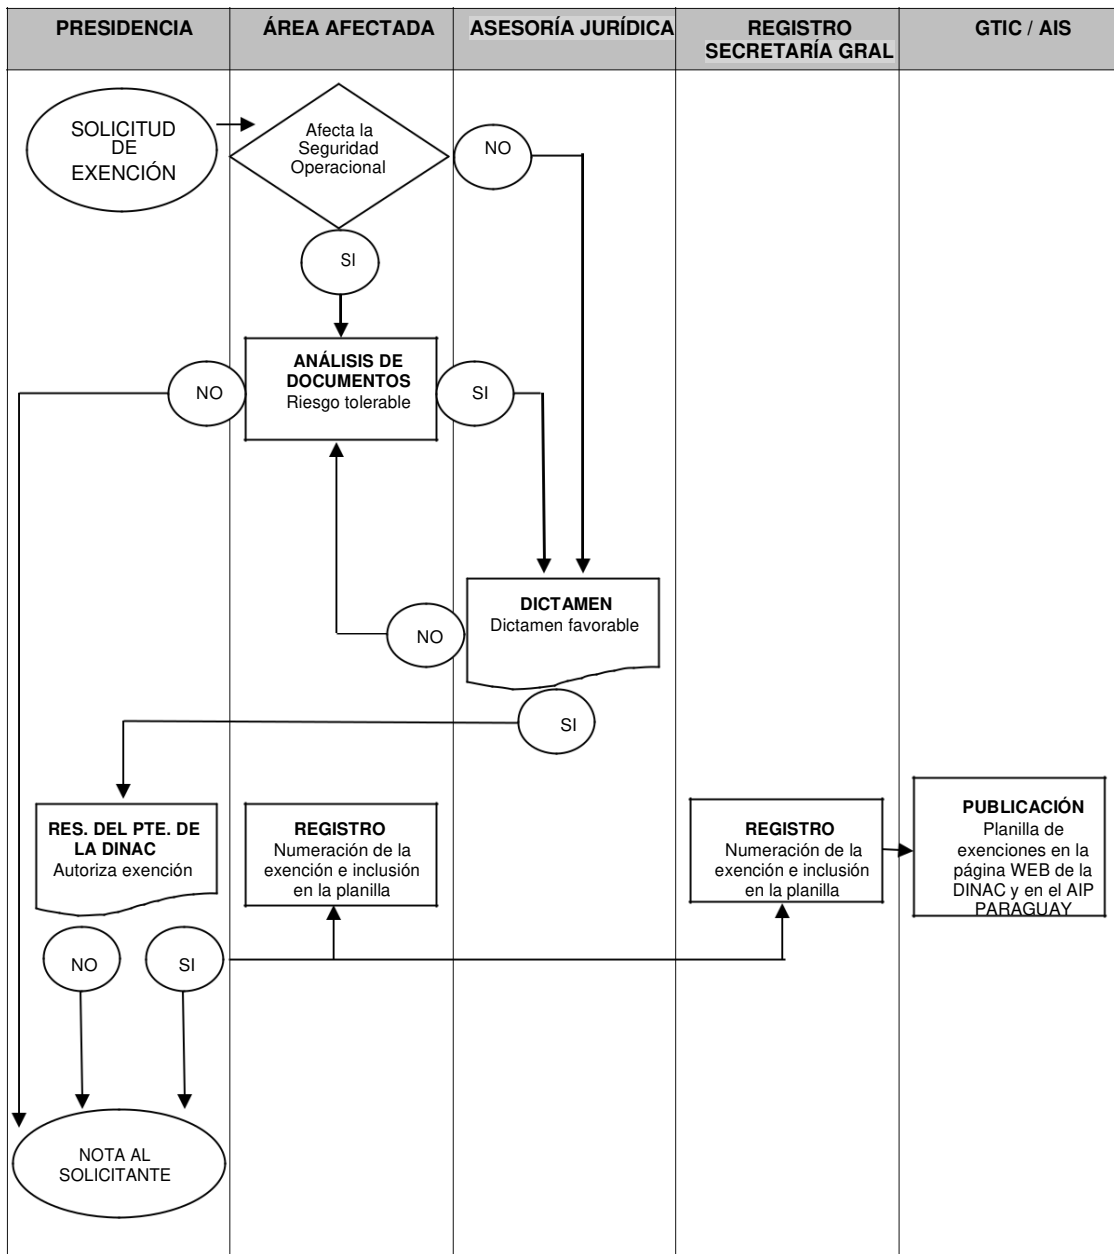 PRESIDENCIA
ÁREA AFECTADA
ASESORÍA JURÍDICA
REGISTRO
SECRETARÍA GRAL
GTIC / AIS
SOLICITUD
DE
EXENCIÓN
Afecta la
Seguridad
Operacional
NO
SI
NO
ANÁLISIS DE
DOCUMENTOS
Riesgo tolerable
SI
DICTAMEN
Dictamen favorable
NO
SI
RES. DEL PTE. DE
LA DINAC
Autoriza exención
REGISTRO
Numeración de la
exención e inclusión
en la planilla
REGISTRO
Numeración de la
exención e inclusión
en la planilla
PUBLICACIÓN
Planilla de
exenciones en la
página WEB de la
DINAC y en el AIP
PARAGUAY
NO
SI
NOTA AL
SOLICITANTE